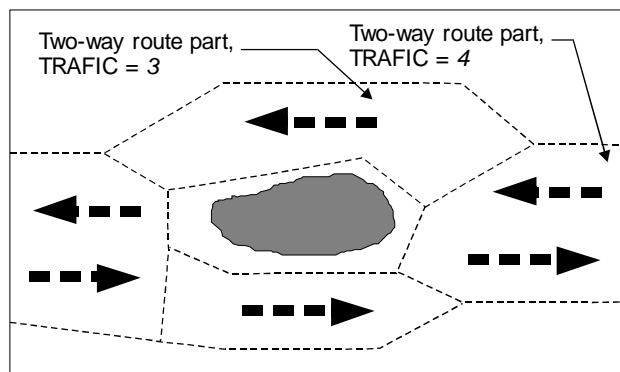 Two-way route part,
TRAFIC = 3
Two-way route part,
TRAFIC = 4